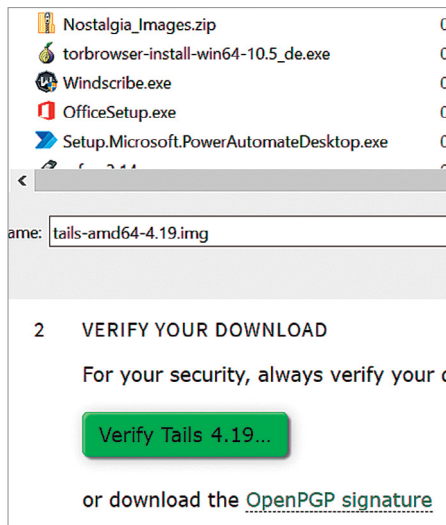 Nostalgia_Images.zip
torbrowser-install-win64-10.5_de.exe
Windscribe.exe
OfficeSetup.exe
Setup.Microsoft.PowerAutomateDesktop.exe
ame: tails-amd64-4.19.img
2 VERIFY YOUR DOWNLOAD
For your security, always verify your
Verify Tails 4.19...
or download the OpenPGP signature